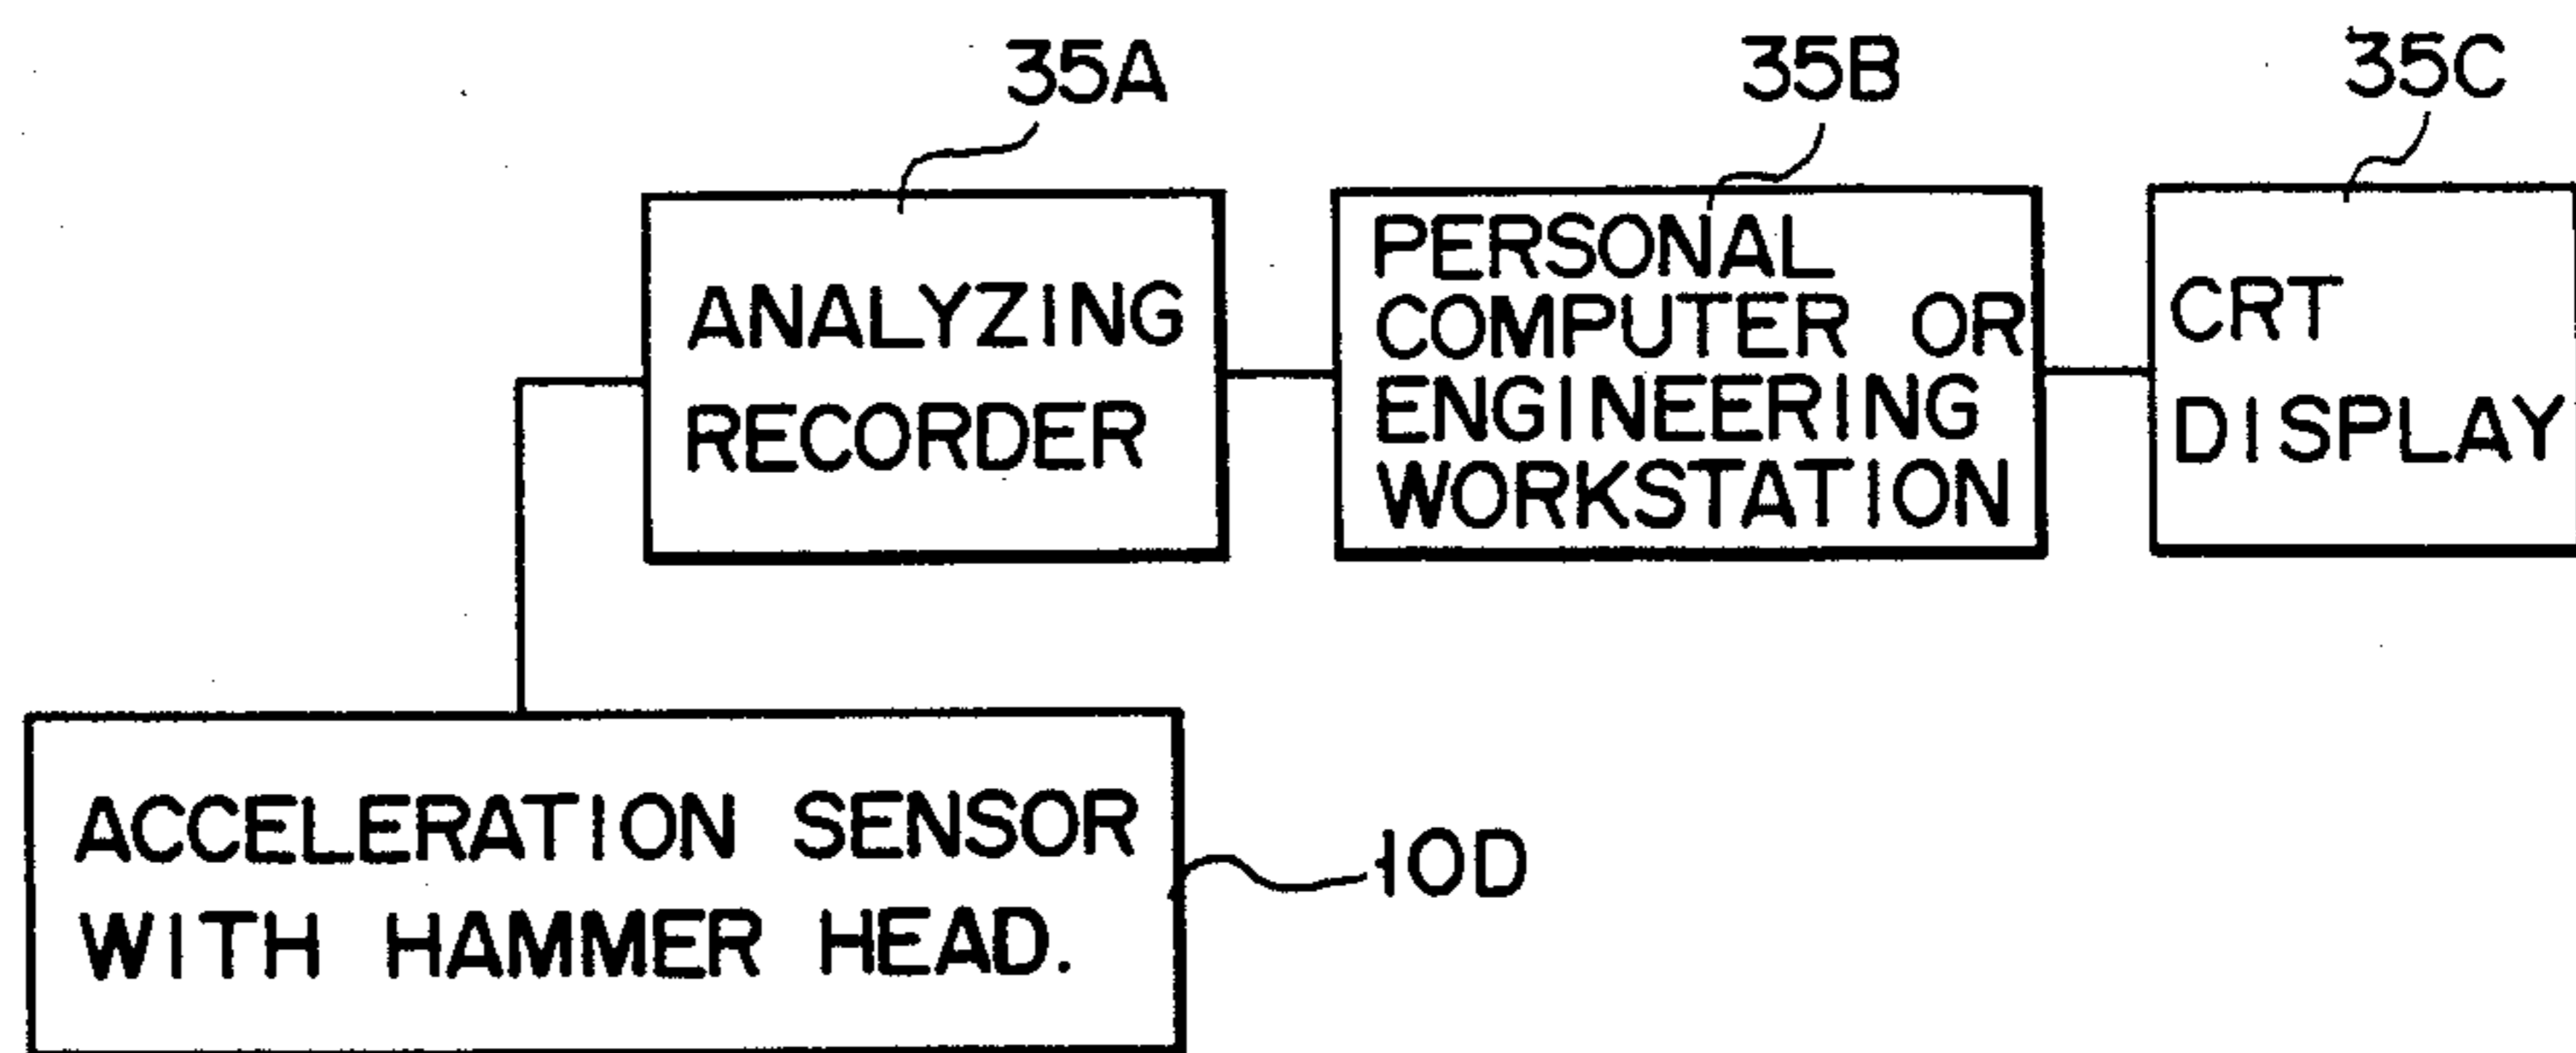 35A
35B
35C
ANALYZING
RECORDER
PERSONAL
COMPUTER OR
ENGINEERING
WORKSTATION
CRT
DISPLAY
ACCELERATION SENSOR
WITH HAMMER HEAD.
10D